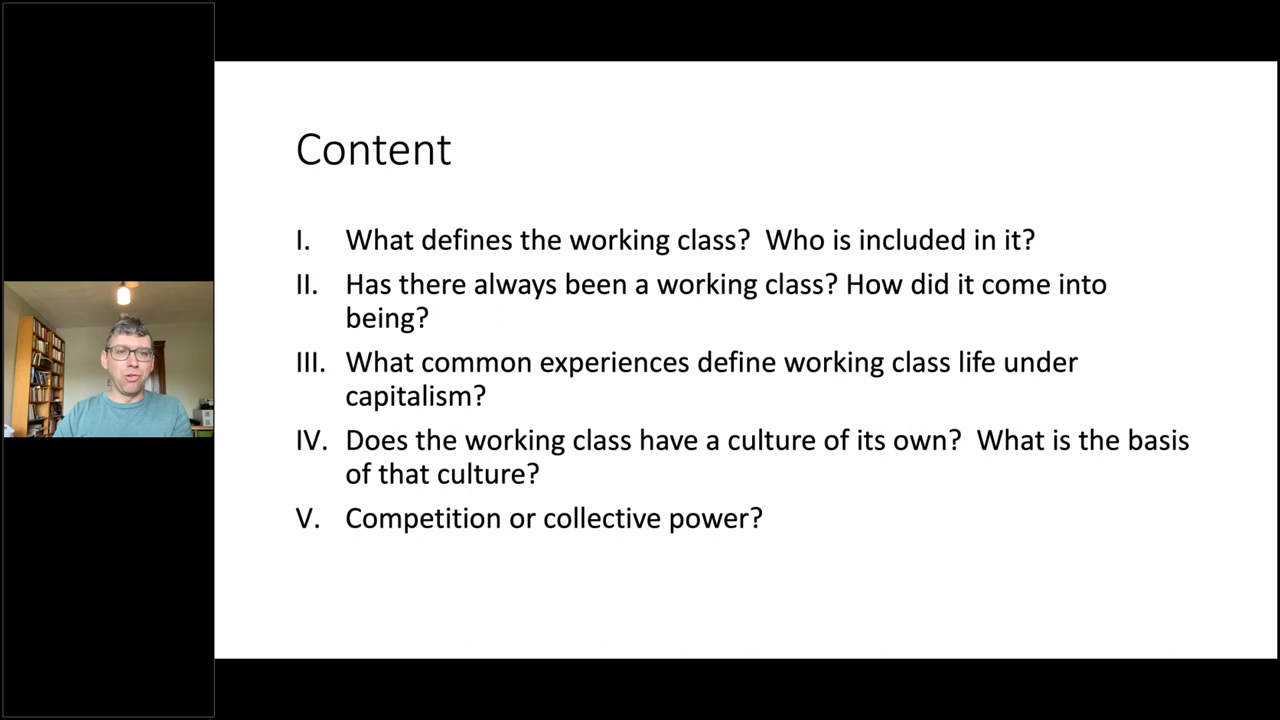 Content
I. What defines the working class?  Who is included in it?
II. Has there always been a working class? How did it come into
being?
III. What common experiences define working class life under
capitalism?
IV. Does the working class have a culture of its own?  What is the basis
of that culture?
V. Competition or collective power?